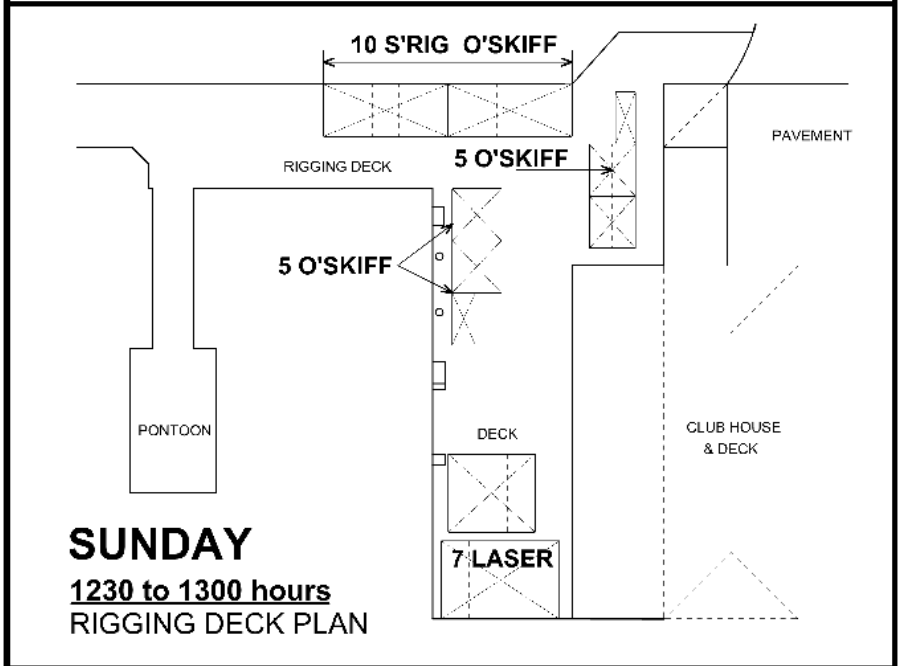 10 S'RIG O'SKIFF
PAVEMENT
RIGGING DECK
5 O'SKIFF
5 O'SKIFF
PONTOON
DECK
CLUB HOUSE
& DECK
7 LASER
SUNDAY
1230 to 1300 hours
RIGGING DECK PLAN